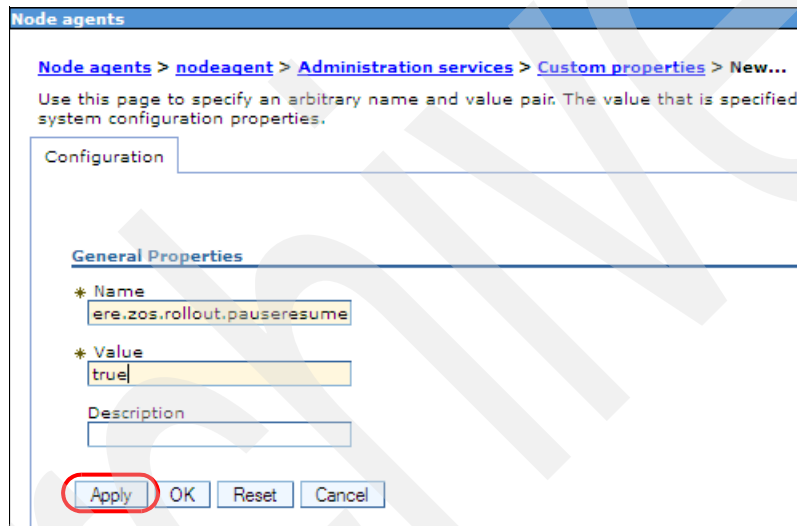 Node agents
Node agents > nodeagent > Administration services > Custom properties > New...
Use this page to specify an arbitrary name and value pair. The value that is specified
system configuration properties.
Configuration
General Properties
* Name
ere.zos.rollout.pauseresume
* Value
true
Description
Apply OK Reset Cancel